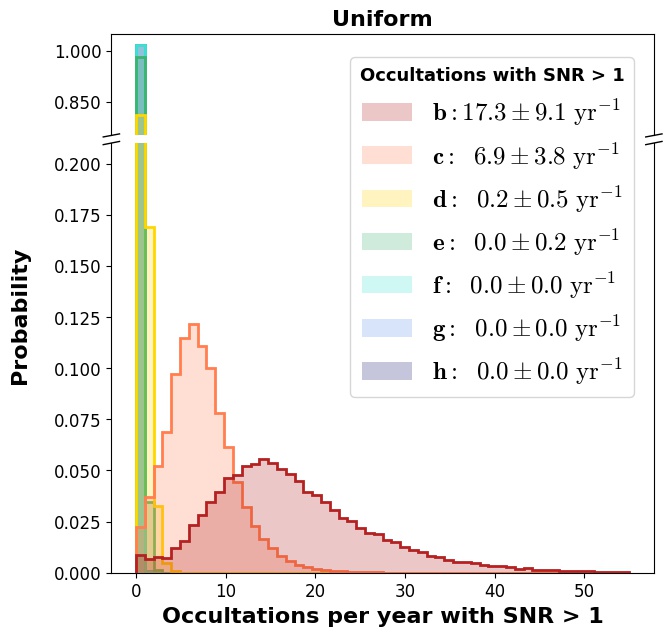 Uniform
1.000
0.850
0.200
0.175
0.150
0.125
0.100
0.075
0.050
0.025
0.000
Probability
Occultations with SNR > 1
b : 17.3 ± 9.1 yr⁻¹
c : 6.9 ± 3.8 yr⁻¹
d : 0.2 ± 0.5 yr⁻¹
e : 0.0 ± 0.2 yr⁻¹
f : 0.0 ± 0.0 yr⁻¹
g : 0.0 ± 0.0 yr⁻¹
h : 0.0 ± 0.0 yr⁻¹
0 10 20 30 40 50
Occultations per year with SNR > 1